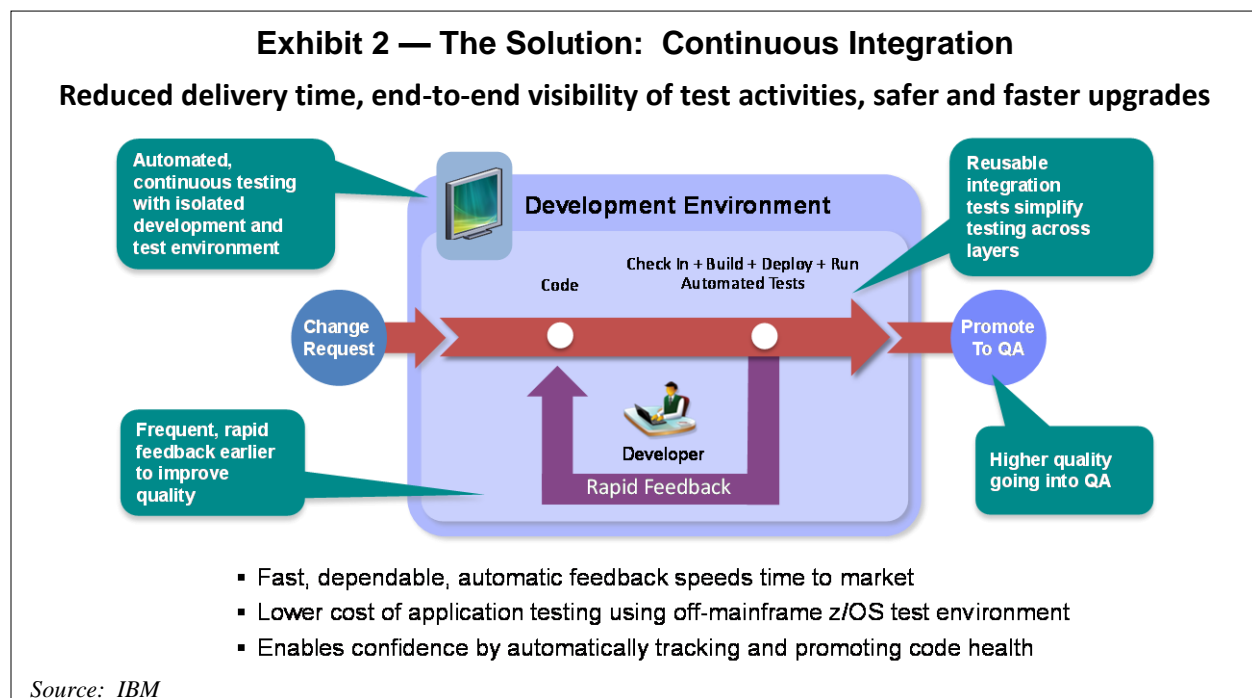 Exhibit 2 — The Solution: Continuous Integration
Reduced delivery time, end-to-end visibility of test activities, safer and faster upgrades
Automated,
continuous testing
with isolated
development and
test environment
Reusable
integration
tests simplify
testing across
layers
Development Environment
Code
Check In + Build + Deploy + Run
Automated Tests
Change
Request
Promote
To QA
Frequent, rapid
feedback earlier
to improve
quality
Developer
Rapid Feedback
Higher quality
going into QA
▪ Fast, dependable, automatic feedback speeds time to market
▪ Lower cost of application testing using off-mainframe z/OS test environment
▪ Enables confidence by automatically tracking and promoting code health
Source: IBM